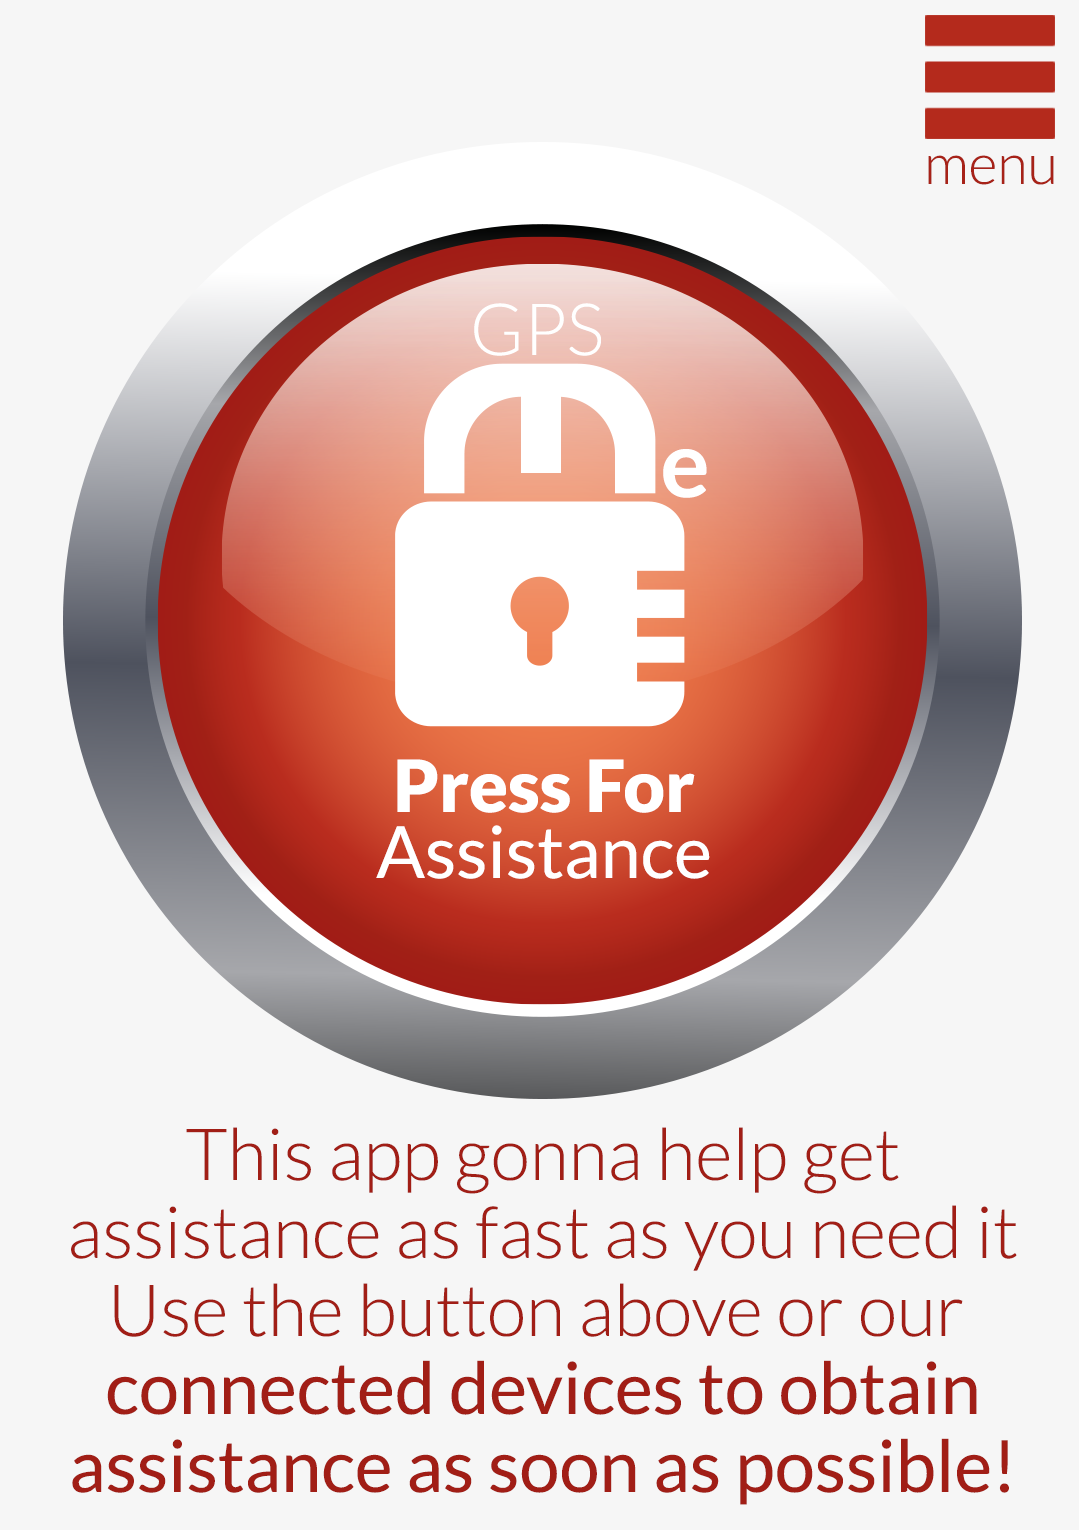 menu
GPS
me
Press For
Assistance
This app gonna help get
assistance as fast as you need it
Use the button above or our
connected devices to obtain
assistance as soon as possible!